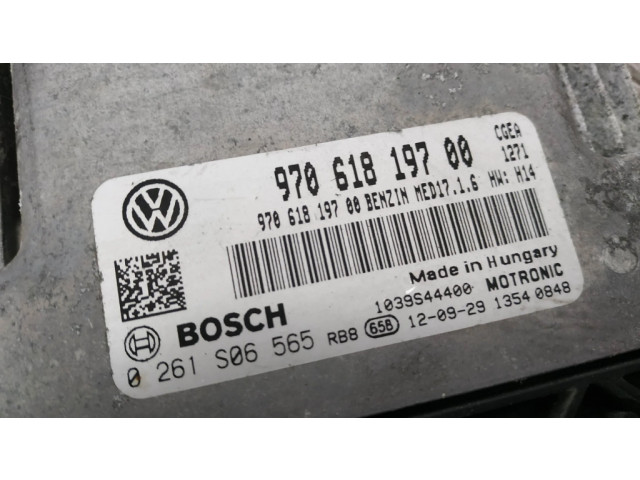 970 618 197 00 CGEA
970 618 197 00 BENZIN MED17.1.6 HW: H14 1271
Made in Hungary
BOSCH 1039S44400 MOTRONIC
0 261 S06 565 RB8 658 12-09-29 1354 0848